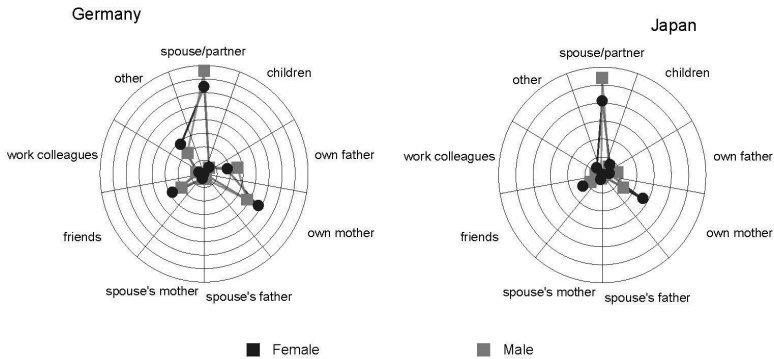 Germany
spouse/partner
children
own father
own mother
spouse's father
spouse's mother
friends
work colleagues
other
Japan
spouse/partner
children
own father
own mother
spouse's father
spouse's mother
friends
work colleagues
other
Female
Male